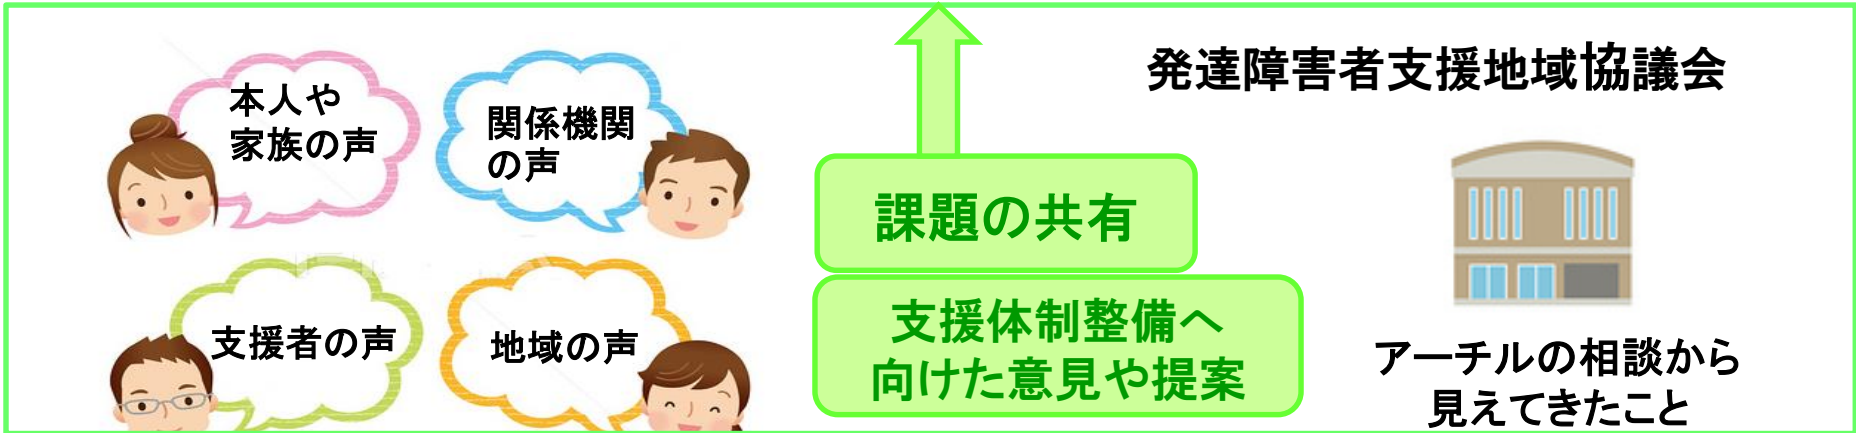 本人や
家族の声
関係機関
の声
支援者の声
地域の声
課題の共有
支援体制整備へ
向けた意見や提案
発達障害者支援地域協議会
アーチルの相談から
見えてきたこと